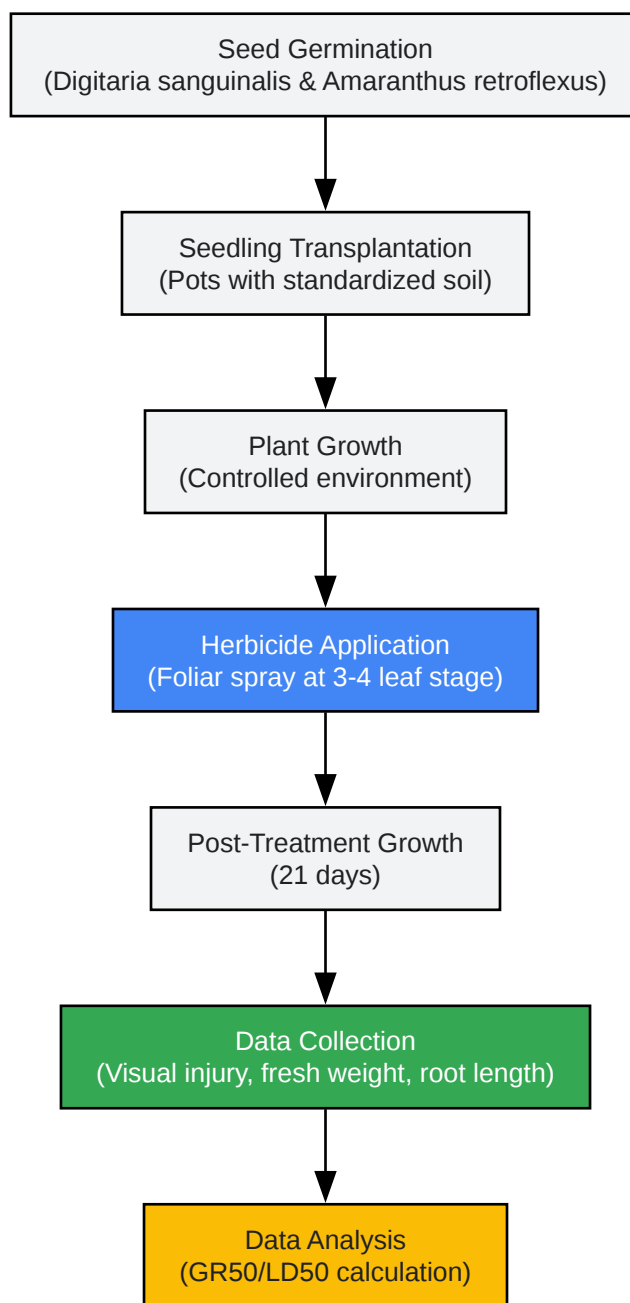 Seed Germination
(Digitaria sanguinalis & Amaranthus retroflexus)
Seedling Transplantation
(Pots with standardized soil)
Plant Growth
(Controlled environment)
Herbicide Application
(Foliar spray at 3-4 leaf stage)
Post-Treatment Growth
(21 days)
Data Collection
(Visual injury, fresh weight, root length)
Data Analysis
(GR50/LD50 calculation)